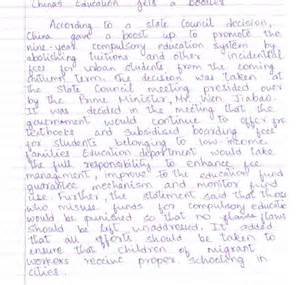 China's Education gets a booster
According to a state Council decision,
China gave a boost up to promote the
nine-year compulsory education system by
abolishing tuitions and other incidental
fees for urban children from the coming
autumn term. The decision was taken at
the State Council meeting presided over
by the Prime Minister, Mr. Wen Jiabao.
It was decided in the meeting that the
government would continue to offer free
textbooks and subsidised boarding fees
for students belonging to low-income
families Education department would take
the full responsibility to enhance fee
management, improve to the education fund
guarantee mechanism and monitor fund
use. Further, the statement said that those
who misuse funds for compulsory education
would be punished so that no flaws
should be left unaddressed. It added
that all efforts should be taken to
ensure that children of migrant
workers receive proper schooling in
cities.